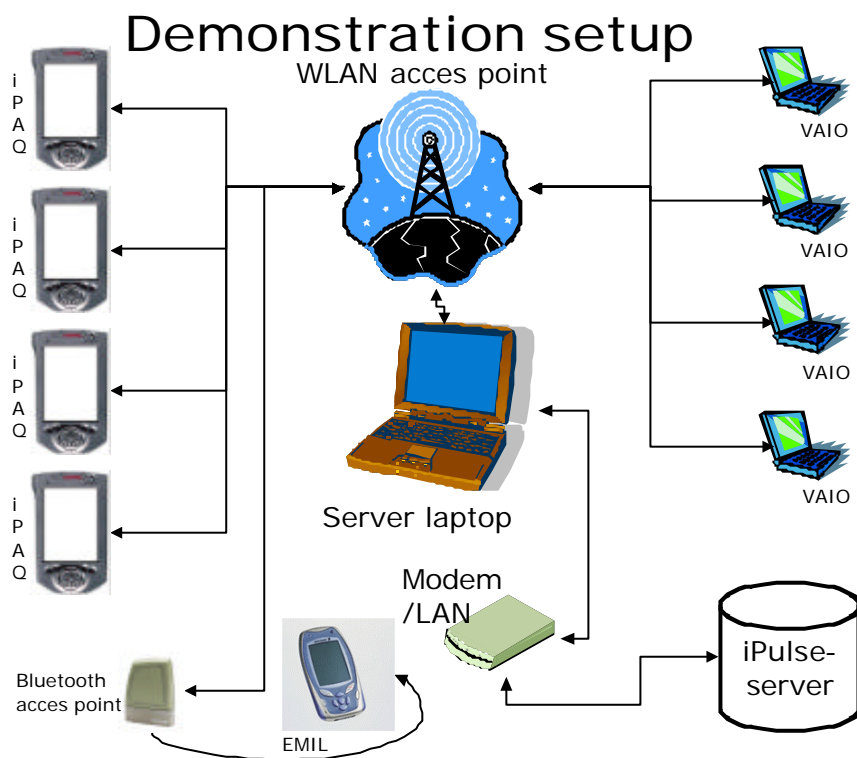 Demonstration setup
WLAN acces point
i
P
A
Q
i
P
A
Q
i
P
A
Q
i
P
A
Q
VAIO
VAIO
VAIO
VAIO
Server laptop
Modem
/LAN
iPulse-
server
Bluetooth
acces point
EMIL